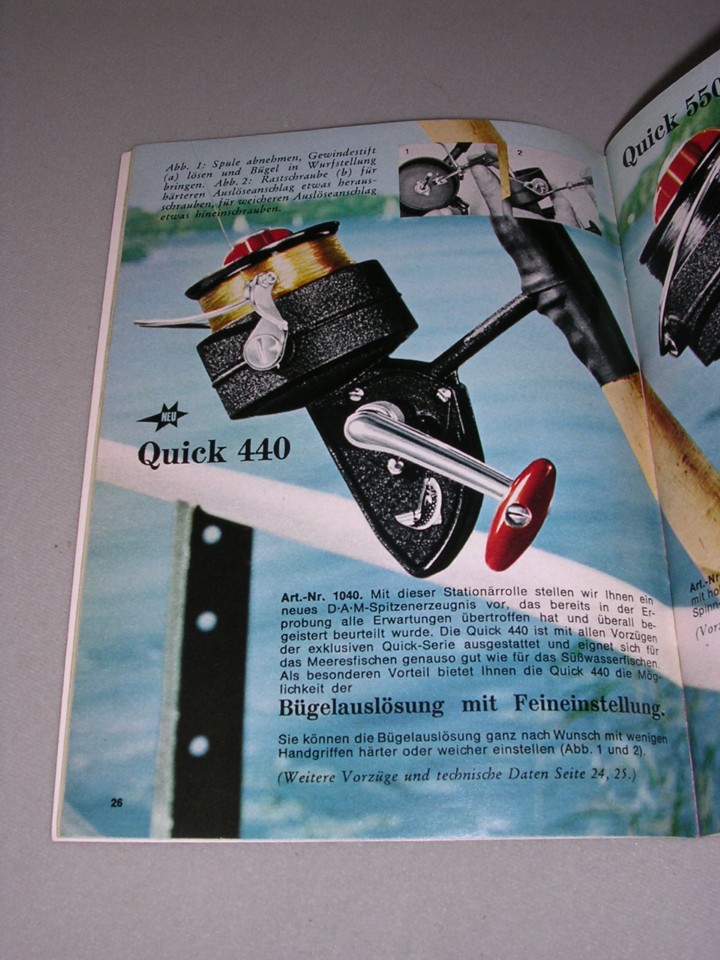 Abb. 1: Spule abnehmen, Gewindestift
(a) lösen und Bügel in Wurfstellung
bringen. Abb. 2: Rastschraube (b) für
härteren Auslöseanschlag etwas heraus-
schrauben, für weicheren Auslöseanschlag
etwas hineinschrauben.
1
2
NEU
Quick 440
Art.-Nr. 1040. Mit dieser Stationärrolle stellen wir Ihnen ein
neues D·A·M-Spitzenerzeugnis vor, das bereits in der Er-
probung alle Erwartungen übertroffen hat und überall be-
geistert beurteilt wurde. Die Quick 440 ist mit allen Vorzügen
der exklusiven Quick-Serie ausgestattet und eignet sich für
das Meeresfischen genauso gut wie für das Süßwasserfischen.
Als besonderen Vorteil bietet Ihnen die Quick 440 die Mög-
lichkeit der
Bügelauslösung mit Feineinstellung.
Sie können die Bügelauslösung ganz nach Wunsch mit wenigen
Handgriffen härter oder weicher einstellen (Abb. 1 und 2).
(Weitere Vorzüge und technische Daten Seite 24, 25.)
26
Quick 550
Art.-Nr
mit
Spinn
(Vor